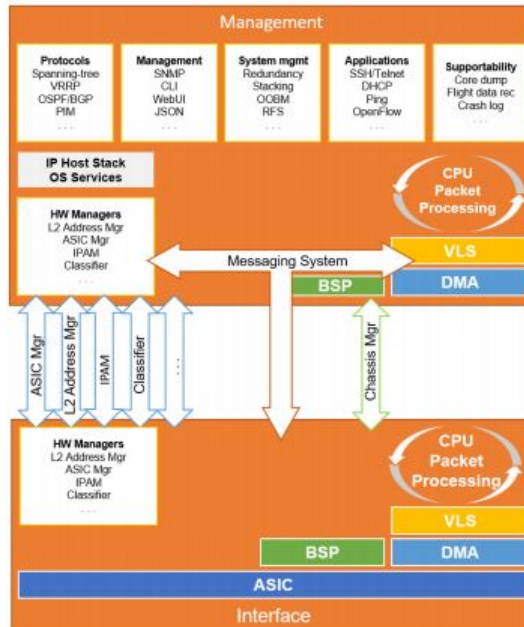 Management
Protocols
Spanning-tree
VRRP
OSPF/BGP
PIM
. . .
Management
SNMP
CLI
WebUI
JSON
. . .
System mgmt
Redundancy
Stacking
OOBM
RFS
. . .
Applications
SSH/Telnet
DHCP
Ping
OpenFlow
. . .
Supportability
Core dump
Flight data rec
Crash log
. . .
IP Host Stack
OS Services
HW Managers
L2 Address Mgr
ASIC Mgr
IPAM
Classifier
. . .
Messaging System
CPU
Packet
Processing
VLS
BSP
DMA
ASIC Mgr
L2 Address Mgr
IPAM
Classifier
. . .
Chassis Mgr
HW Managers
L2 Address Mgr
ASIC Mgr
IPAM
Classifier
. . .
CPU
Packet
Processing
VLS
BSP
DMA
ASIC
Interface